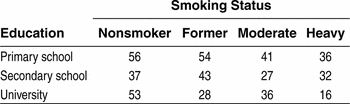 Smoking Status
Education Nonsmoker Former Moderate Heavy
Primary school 56 54 41 36
Secondary school 37 43 27 32
University 53 28 36 16